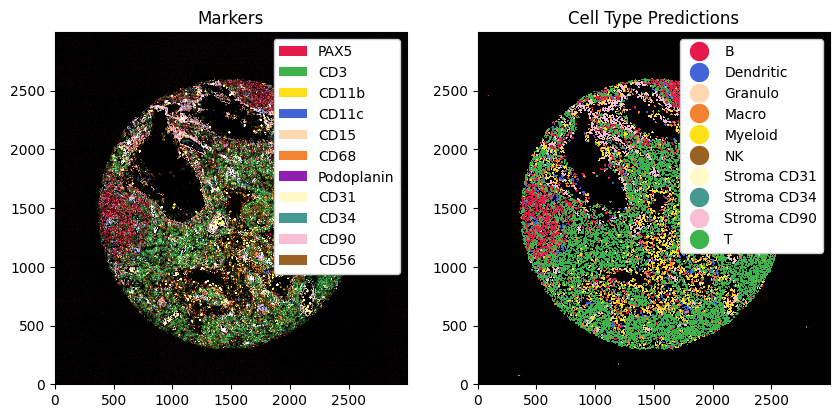 Markers
PAX5
CD3
CD11b
CD11c
CD15
CD68
Podoplanin
CD31
CD34
CD90
CD56
2500
2000
1500
1000
500
0
0 500 1000 1500 2000 2500
Cell Type Predictions
B
Dendritic
Granulo
Macro
Myeloid
NK
Stroma CD31
Stroma CD34
Stroma CD90
T
2500
2000
1500
1000
500
0
0 500 1000 1500 2000 2500